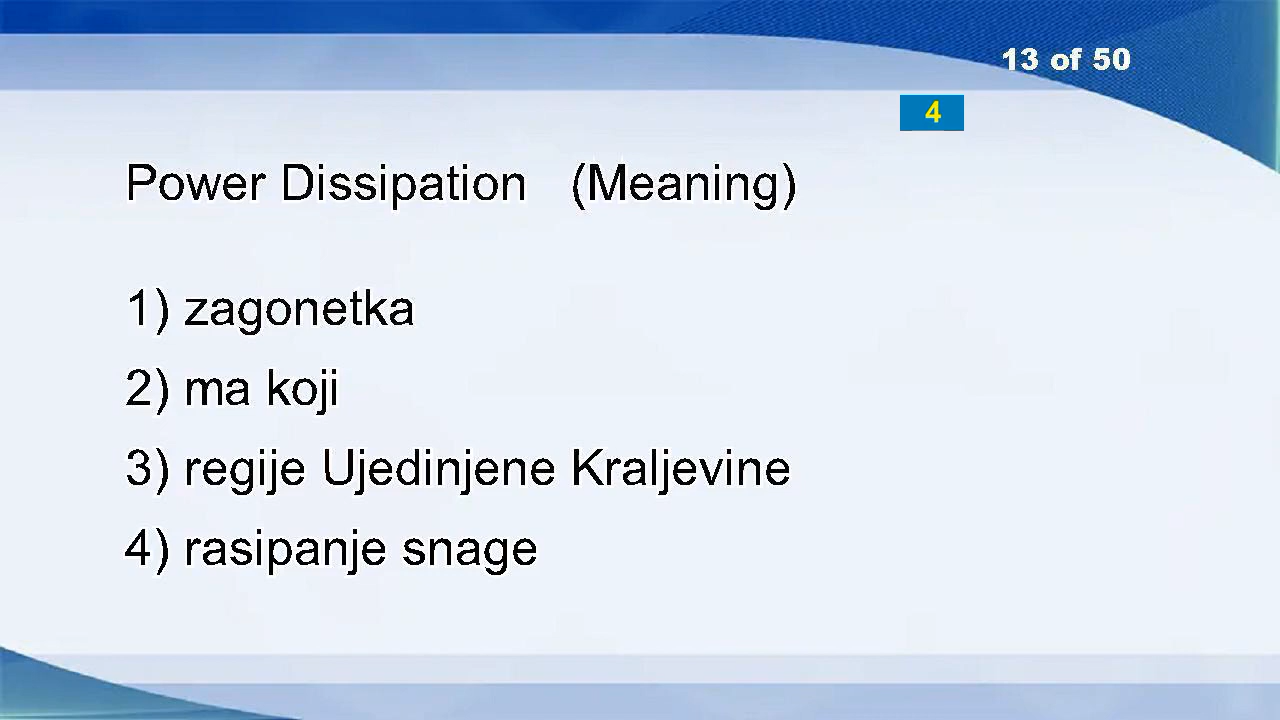 13 of 50
4
Power Dissipation (Meaning)
1) zagonetka
2) ma koji
3) regije Ujedinjene Kraljevine
4) rasipanje snage